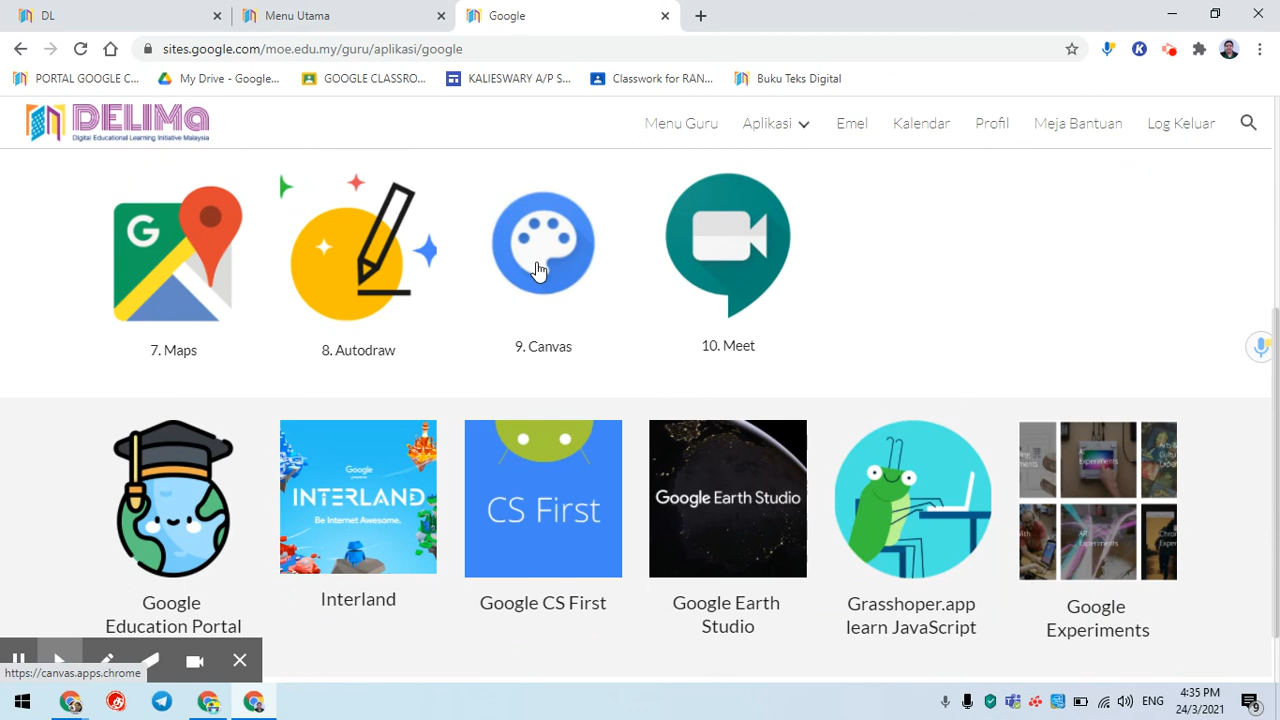 DL
Menu Utama
Google
sites.google.com/moe.edu.my/guru/aplikasi/google
PORTAL GOOGLE C...
My Drive - Google...
GOOGLE CLASSRO...
KALIESWARY A/P S...
Classwork for RAN...
Buku Teks Digital
DELIMa
Digital Educational Learning Initiative Malaysia
Menu Guru
Aplikasi
Emel
Kalendar
Profil
Meja Bantuan
Log Keluar
G
7. Maps
8. Autodraw
9. Canvas
10. Meet
Google
INTERLAND
Be Internet Awesome.
CS First
Google Earth Studio
Experiments
AR
Experiments
Google
Education Portal
Interland
Google CS First
Google Earth
Studio
Grasshoper.app
learn JavaScript
Google
Experiments
https://canvas.apps.chrome
ENG
4:35 PM
24/3/2021
9